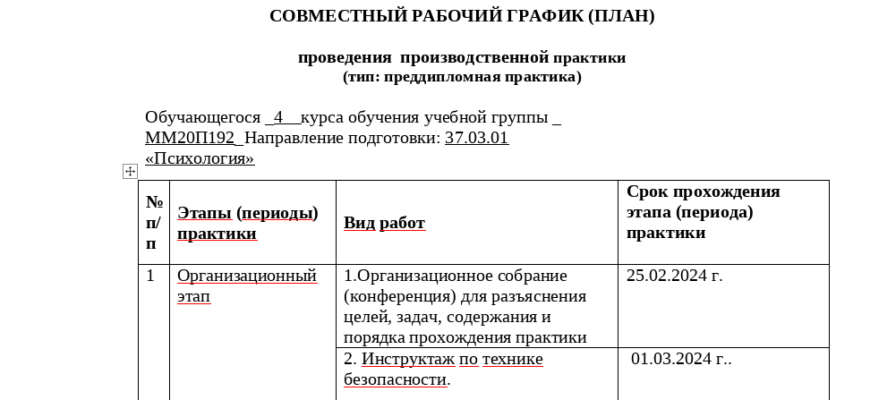 СОВМЕСТНЫЙ РАБОЧИЙ ГРАФИК (ПЛАН)
проведения производственной практики
(тип: преддипломная практика)
Обучающегося _4__курса обучения учебной группы _
ММ20П192_Направление подготовки: 37.03.01
«Психология»
№ п/п
Этапы (периоды) практики
Вид работ
Срок прохождения этапа (периода) практики
1
Организационный этап
1.Организационное собрание
(конференция) для разъяснения
целей, задач, содержания и
порядка прохождения практики
25.02.2024 г.
2. Инструктаж по технике
безопасности.
01.03.2024 г..